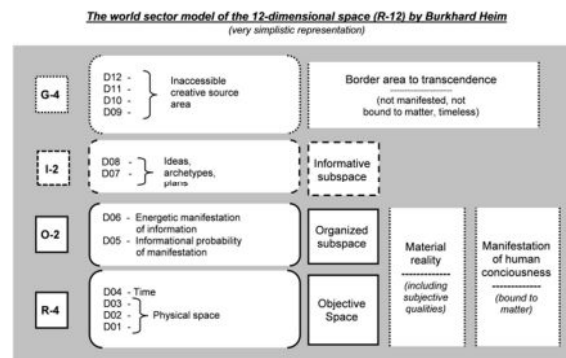 The world sector model of the 12-dimensional space (R-12) by Burkhard Heim
(very simplistic representation)
G-4
D12 -
D11 -
D10 -
D09 -
Inaccessible
creative source
area
Border area to transcendence
(not manifested, not
bound to matter, timeless)
I-2
D08 -
D07 -
Ideas,
archetypes,
plans
Informative
subspace
O-2
D06 - Energetic manifestation
of information
D05 - Informational probability
of manifestation
Organized
subspace
Material
reality
(including
subjective
qualities)
Manifestation
of human
conciousness
(bound to
matter)
R-4
D04 - Time
D03 -
D02 -
D01 -
Physical space
Objective
Space